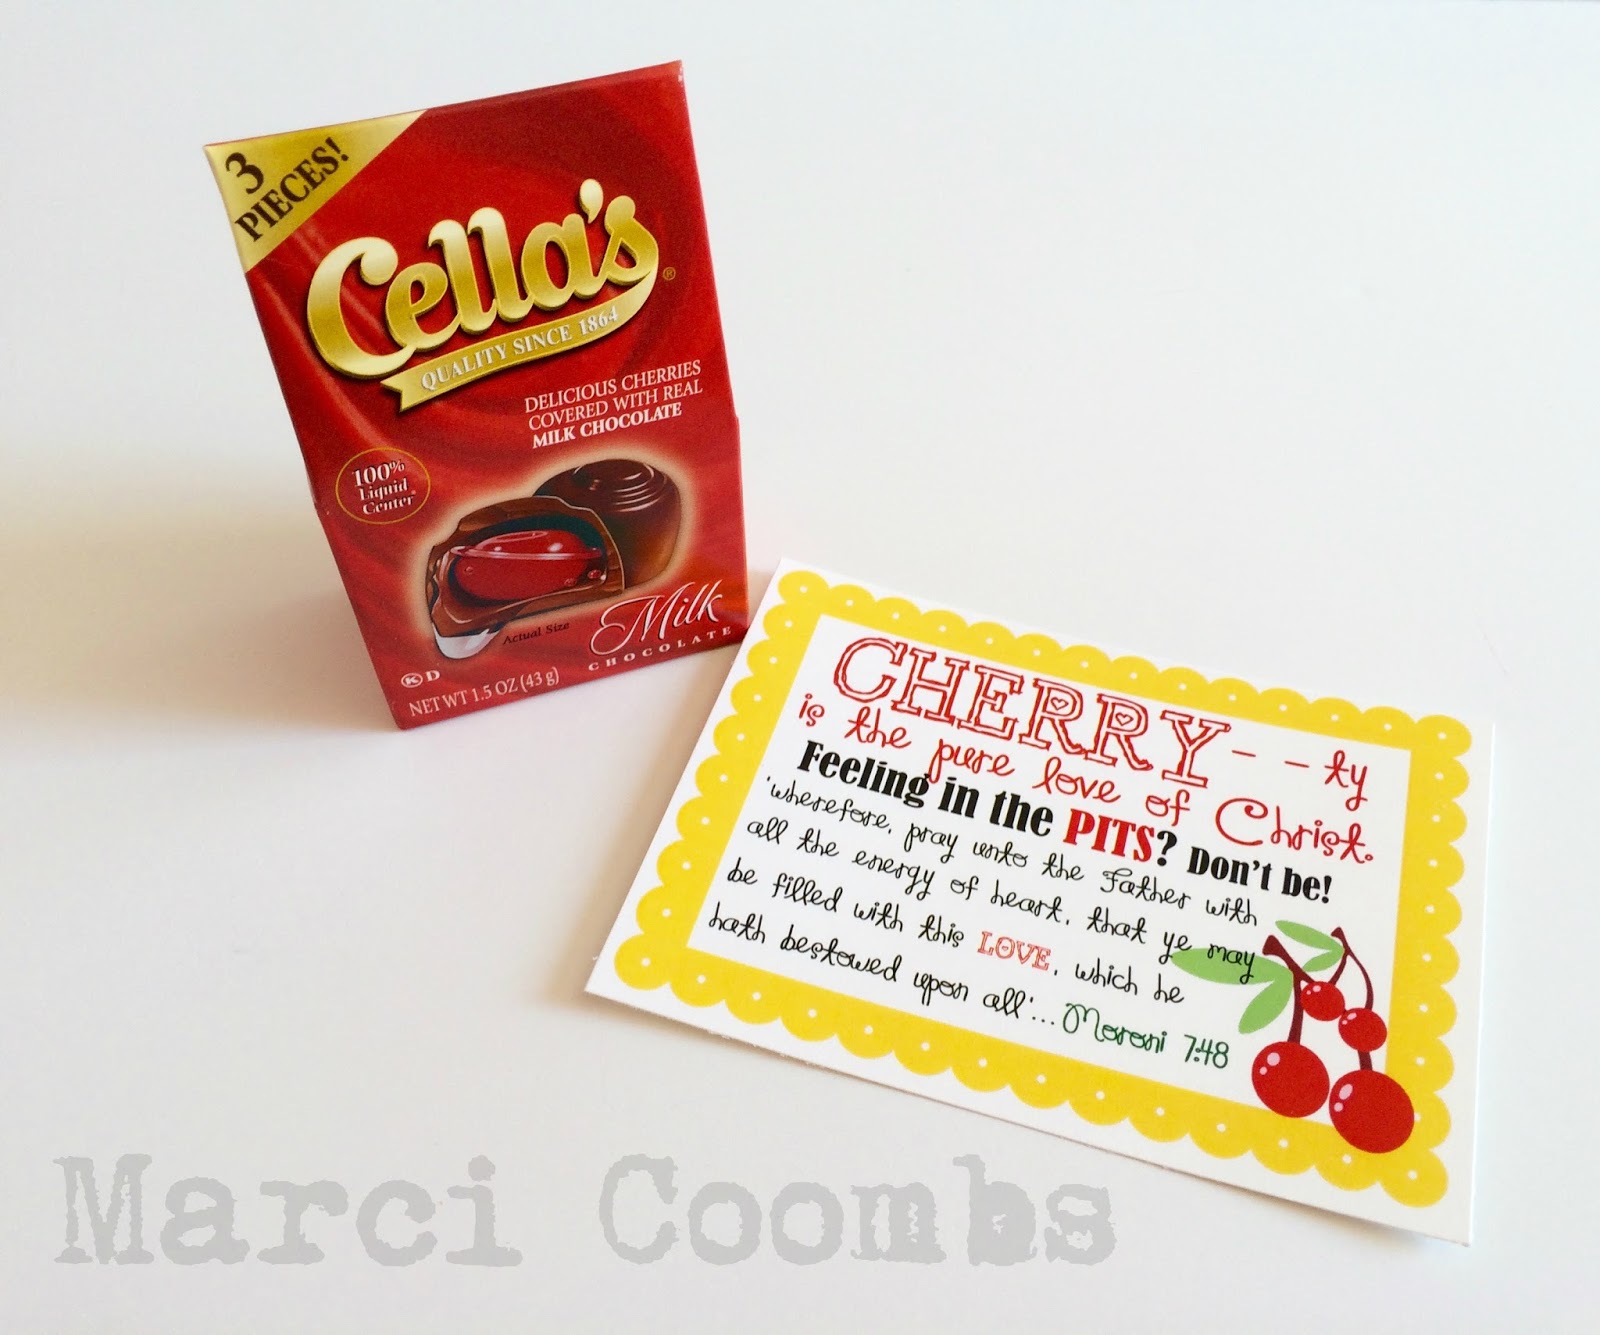 3
PIECES!
Cella's®
QUALITY SINCE 1864
DELICIOUS CHERRIES
COVERED WITH REAL
MILK CHOCOLATE
100%
Liquid
Center®
Actual Size
Milk
CHOCOLATE
K D
NET WT 1.5 OZ (43 g)
CHERRY--ty
is the pure love of Christ.
Feeling in the PITS? Don't be!
'wherefore, pray unto the Father with
all the energy of heart, that ye may
be filled with this LOVE, which he
hath bestowed upon all'... Moroni 7:48
Marci Coombs